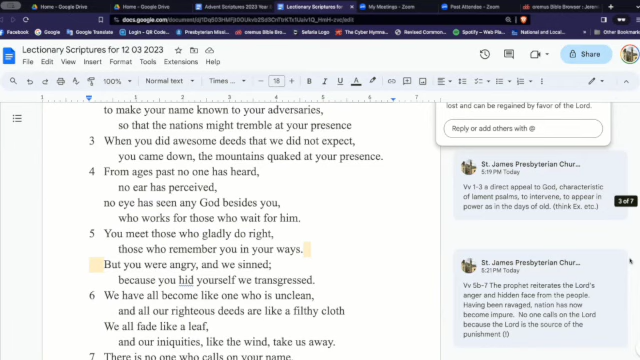 Home - Google Drive
Advent Scriptures 2023 Year
Lectionary Scriptures for
Home - Google Drive
My Meetings - Zoom
Post Attendee - Zoom
oremus Bible Browser : Jerem
docs.google.com
Facebook
Google
Google Translate
Login - QR Code
Presbyterian Missi
Sefaria Logo
The Cyber Hymna
Revised Common
Spotify – Web Play
National and Local
Other Bookmarks
Lectionary Scriptures for 12 03 2023
File Edit View Insert Format Tools Extensions Help
Share
100%
Normal text
Times ...
18
to make your name known to your adversaries,
so that the nations might tremble at your presence
3 When you did awesome deeds that we did not expect,
you came down, the mountains quaked at your presence.
4 From ages past no one has heard,
no ear has perceived,
no eye has seen any God besides you,
who works for those who wait for him.
5 You meet those who gladly do right,
those who remember you in your ways.
But you were angry, and we sinned;
because you hid yourself we transgressed.
6 We have all become like one who is unclean,
and all our righteous deeds are like a filthy cloth
We all fade like a leaf,
and our iniquities, like the wind, take us away.
7 There is no one who calls on your name,
lost and can be regained by favor of the Lord.
Reply or add others with @
St. James Presbyterian Chur...
5:19 PM Today
Vv 1-3 a direct appeal to God, characteristic
of lament psalms, to intervene, to appear in
power as in the days of old. (think Ex. etc.)
3 of 7
St. James Presbyterian Chur...
5:21 PM Today
Vv 5b-7 The prophet reiterates the Lord's
anger and hidden face from the people.
Having been ravaged, nation has now
become impure. No one calls on the Lord
because the Lord is the source of the
punishment (!)